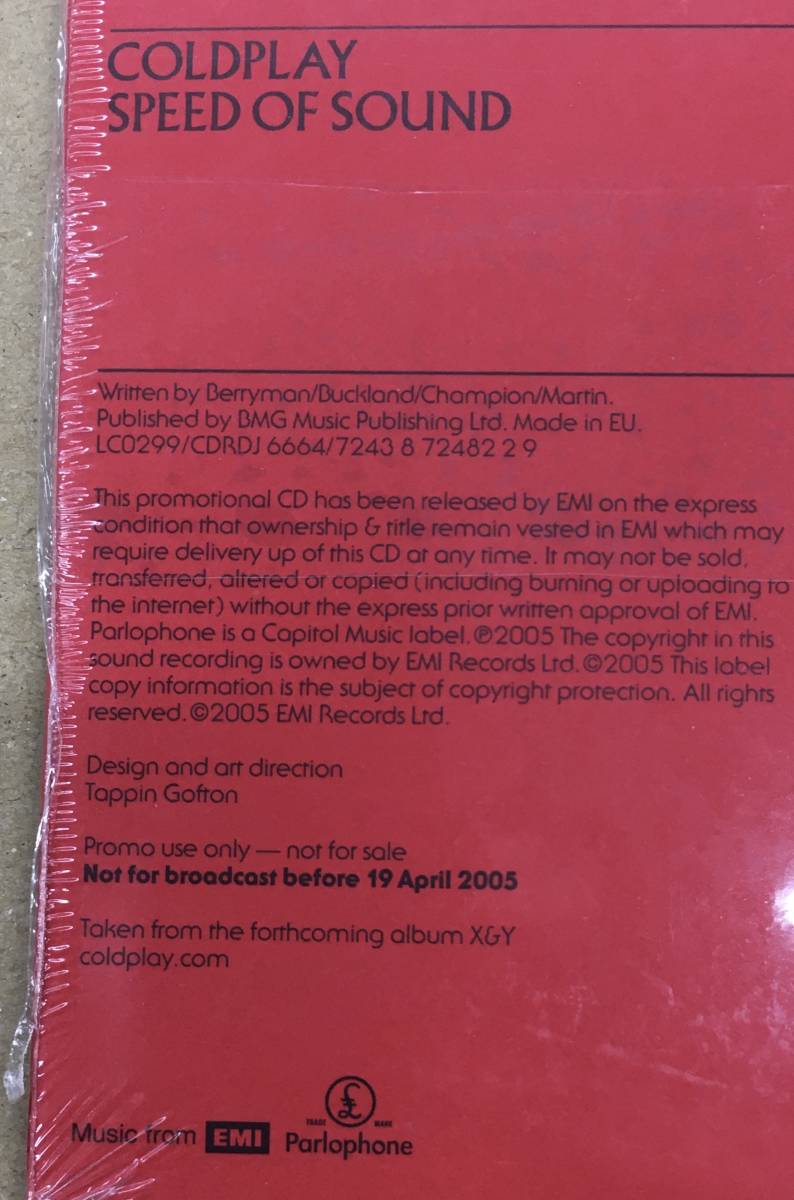 COLDPLAY
SPEED OF SOUND
Written by Berryman/Buckland/Champion/Martin.
Published by BMG Music Publishing Ltd. Made in EU.
LC0299/CDRDJ 6664/7243 8 72482 2 9
This promotional CD has been released by EMI on the express
condition that ownership & title remain vested in EMI which may
require delivery up of this CD at any time. It may not be sold,
transferred, altered or copied (including burning or uploading to
the internet) without the express prior written approval of EMI.
Parlophone is a Capitol Music label. ℗2005 The copyright in this
sound recording is owned by EMI Records Ltd. ©2005 This label
copy information is the subject of copyright protection. All rights
reserved. ©2005 EMI Records Ltd.
Design and art direction
Tappin Gofton
Promo use only — not for sale
Not for broadcast before 19 April 2005
Taken from the forthcoming album X&Y
coldplay.com
£
TRADE MARK
Music from EMI Parlophone